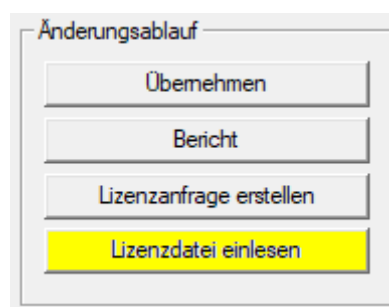 Änderungsablauf
Übernehmen
Bericht
Lizenzanfrage erstellen
Lizenzdatei einlesen